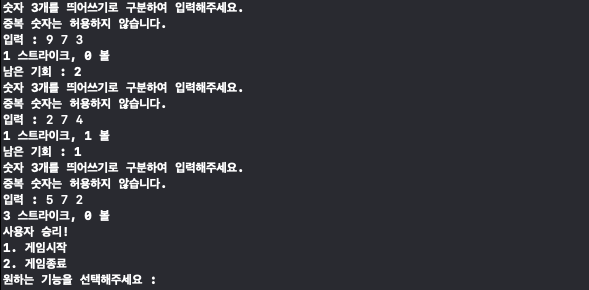 숫자 3개를 띄어쓰기로 구분하여 입력해주세요.
중복 숫자는 허용하지 않습니다.
입력 : 9 7 3
1 스트라이크, 0 볼
남은 기회 : 2
숫자 3개를 띄어쓰기로 구분하여 입력해주세요.
중복 숫자는 허용하지 않습니다.
입력 : 2 7 4
1 스트라이크, 1 볼
남은 기회 : 1
숫자 3개를 띄어쓰기로 구분하여 입력해주세요.
중복 숫자는 허용하지 않습니다.
입력 : 5 7 2
3 스트라이크, 0 볼
사용자 승리!
1. 게임시작
2. 게임종료
원하는 기능을 선택해주세요 :